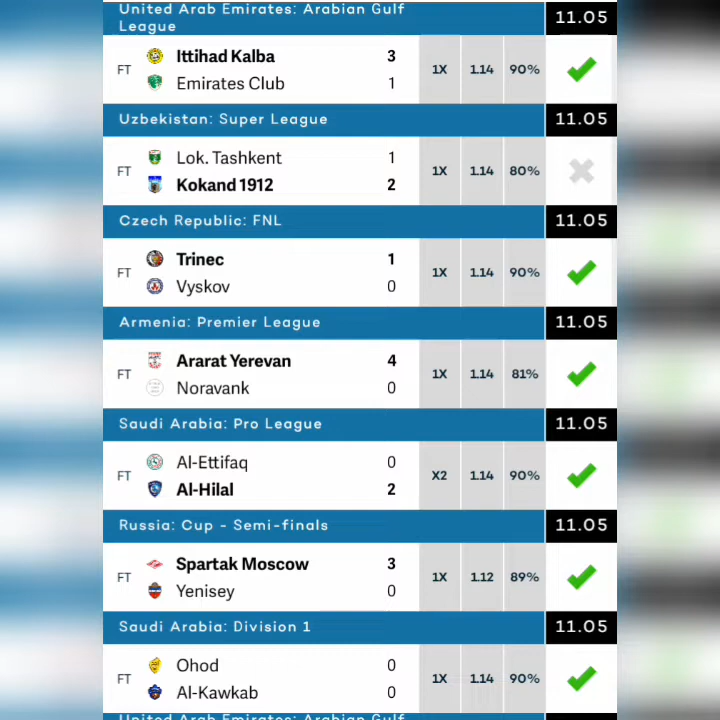 United Arab Emirates: Arabian Gulf
League
11.05
FT
Ittihad Kalba 3
Emirates Club 1
1X 1.14 90%
Uzbekistan: Super League 11.05
FT
Lok. Tashkent 1
Kokand 1912 2
1X 1.14 80%
Czech Republic: FNL 11.05
FT
Trinec 1
Vyskov 0
1X 1.14 90%
Armenia: Premier League 11.05
FT
Ararat Yerevan 4
Noravank 0
1X 1.14 81%
Saudi Arabia: Pro League 11.05
FT
Al-Ettifaq 0
Al-Hilal 2
X2 1.14 90%
Russia: Cup - Semi-finals 11.05
FT
Spartak Moscow 3
Yenisey 0
1X 1.12 89%
Saudi Arabia: Division 1 11.05
FT
Ohod 0
Al-Kawkab 0
1X 1.14 90%
United Arab Emirates: Arabian Gulf